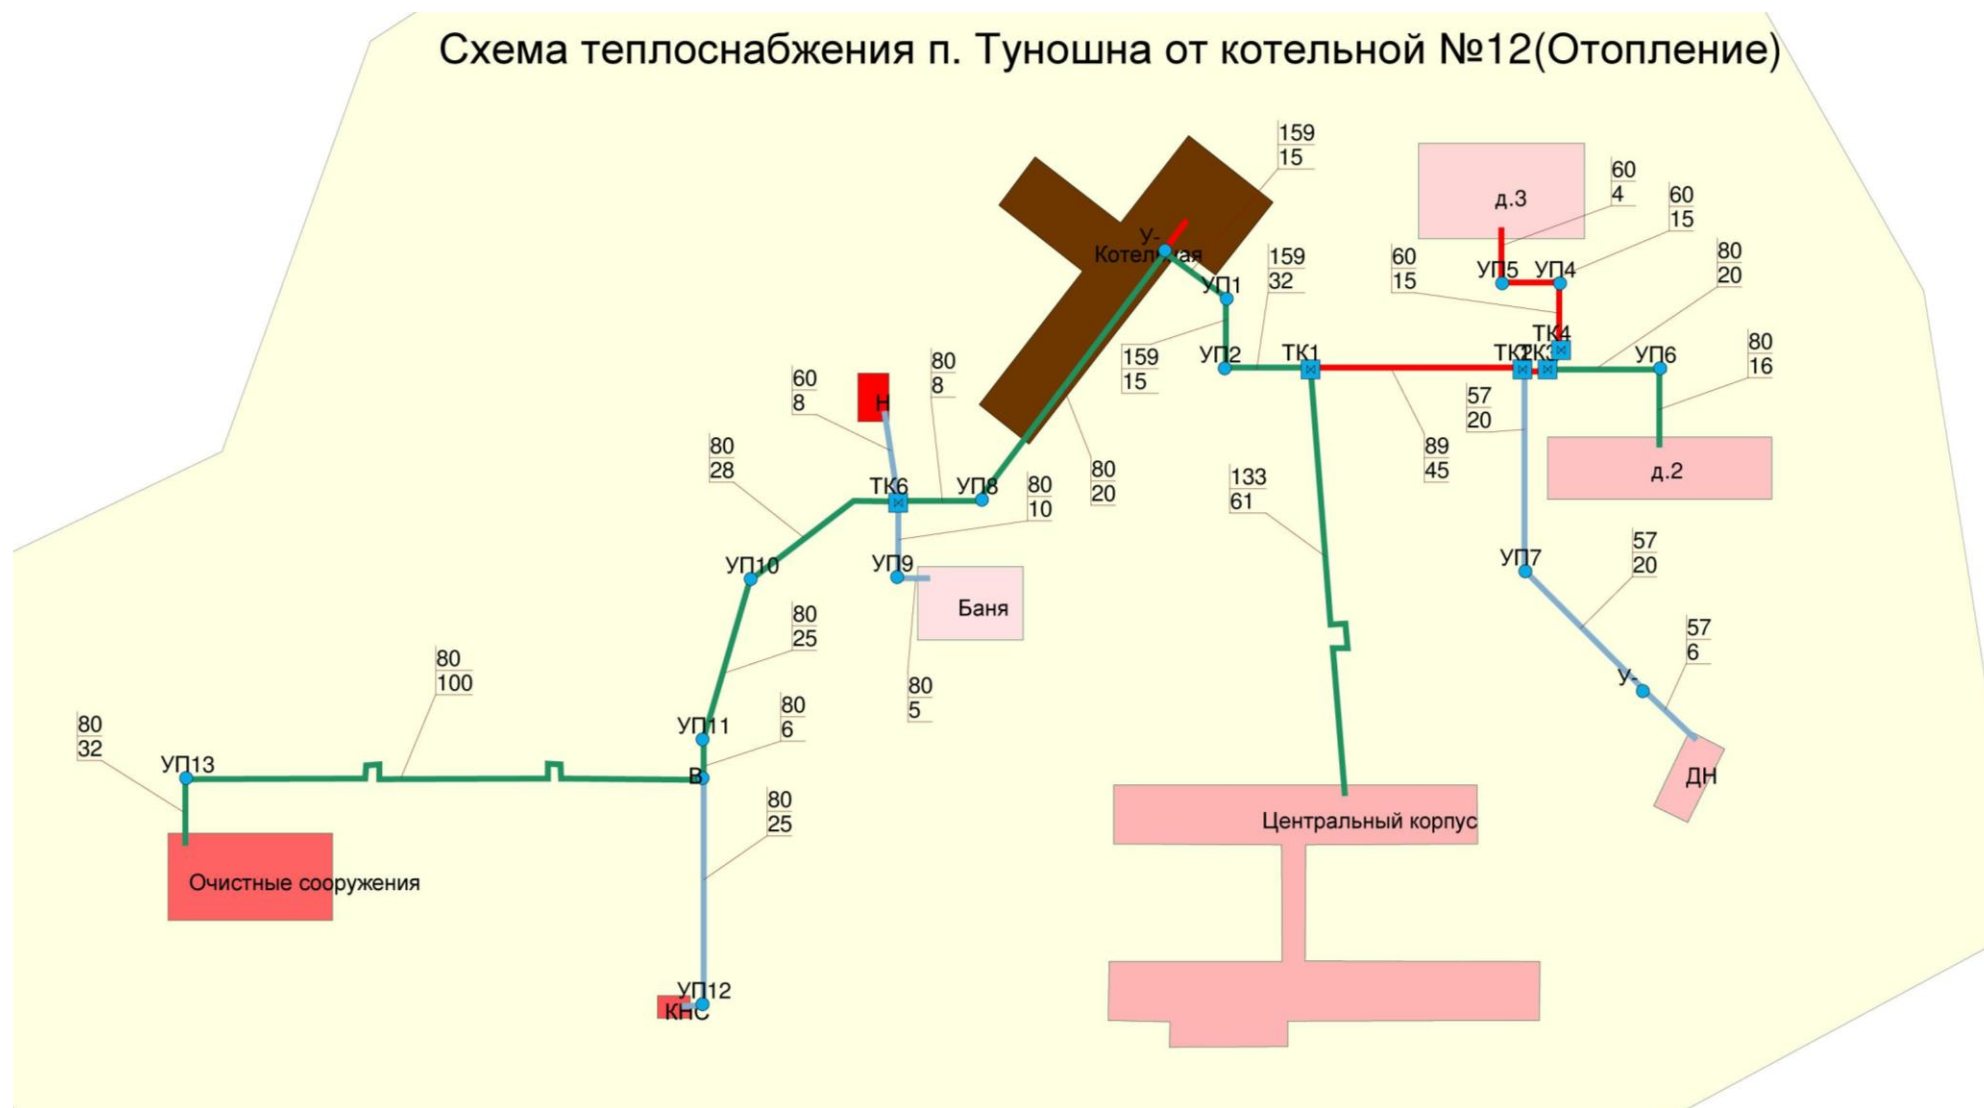 Схема теплоснабжения п. Туношна от котельной №12(Отопление)
159
15
д.3
60
4
60
15
У-
Котельная
159
32
60
15
80
20
УП5
УП4
УП1
ТК4
УП2
ТК1
ТК2
ТК3
УП6
80
16
159
15
80
8
60
8
Н
57
20
80
28
89
45
д.2
80
20
133
61
ТК6
УП8
80
10
УП10
УП9
УП7
57
20
Баня
80
25
57
6
80
100
80
5
У-
80
6
УП11
80
32
УП13
В
ДН
80
25
Центральный корпус
Очистные сооружения
УП12
КНС